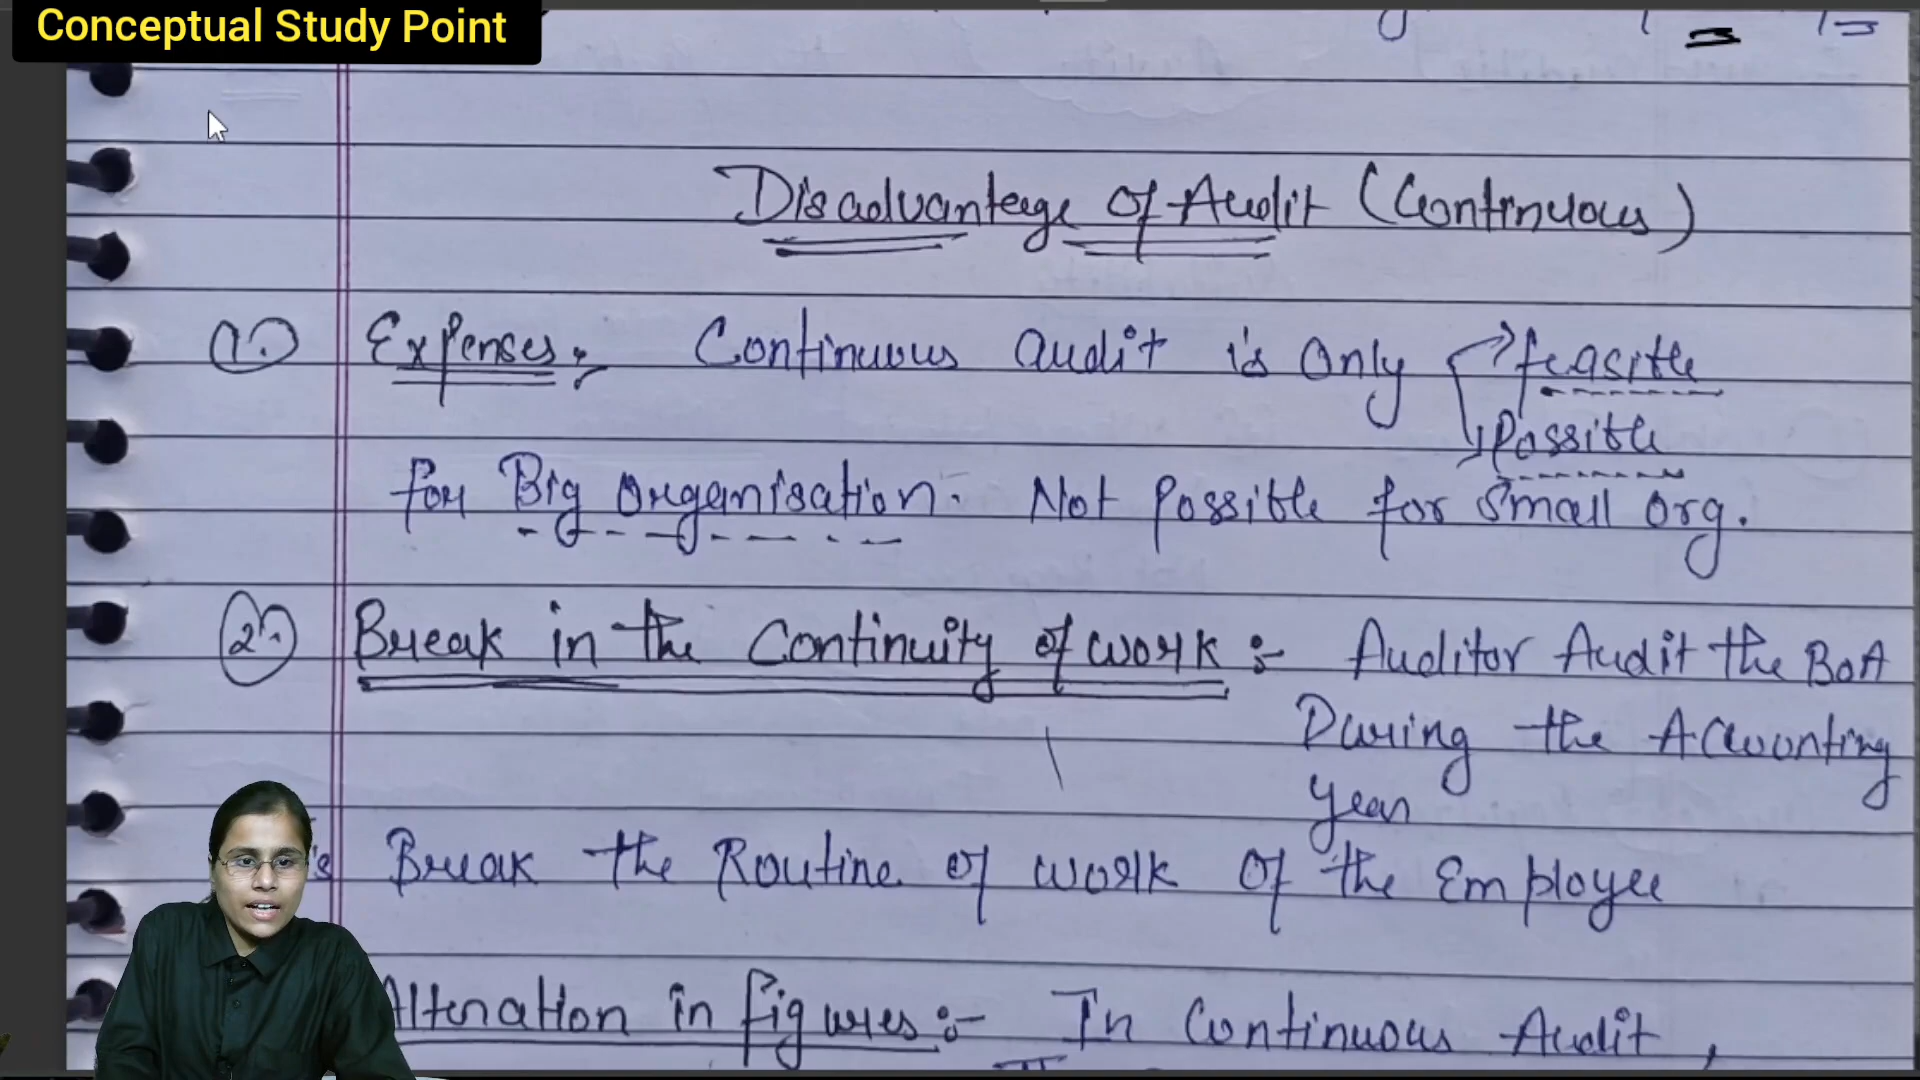 Conceptual Study Point
Disadvantage of Audit (Continuous)
1. Expenses :- Continuous audit is only feasible
Possible
for Big organisation. Not possible for small org.
2. Break in the Continuity of work :- Auditor Audit the BOA
During the Accounting
year
Break the Routine of work of the Employee
Alteration in figures :- In Continuous Audit,